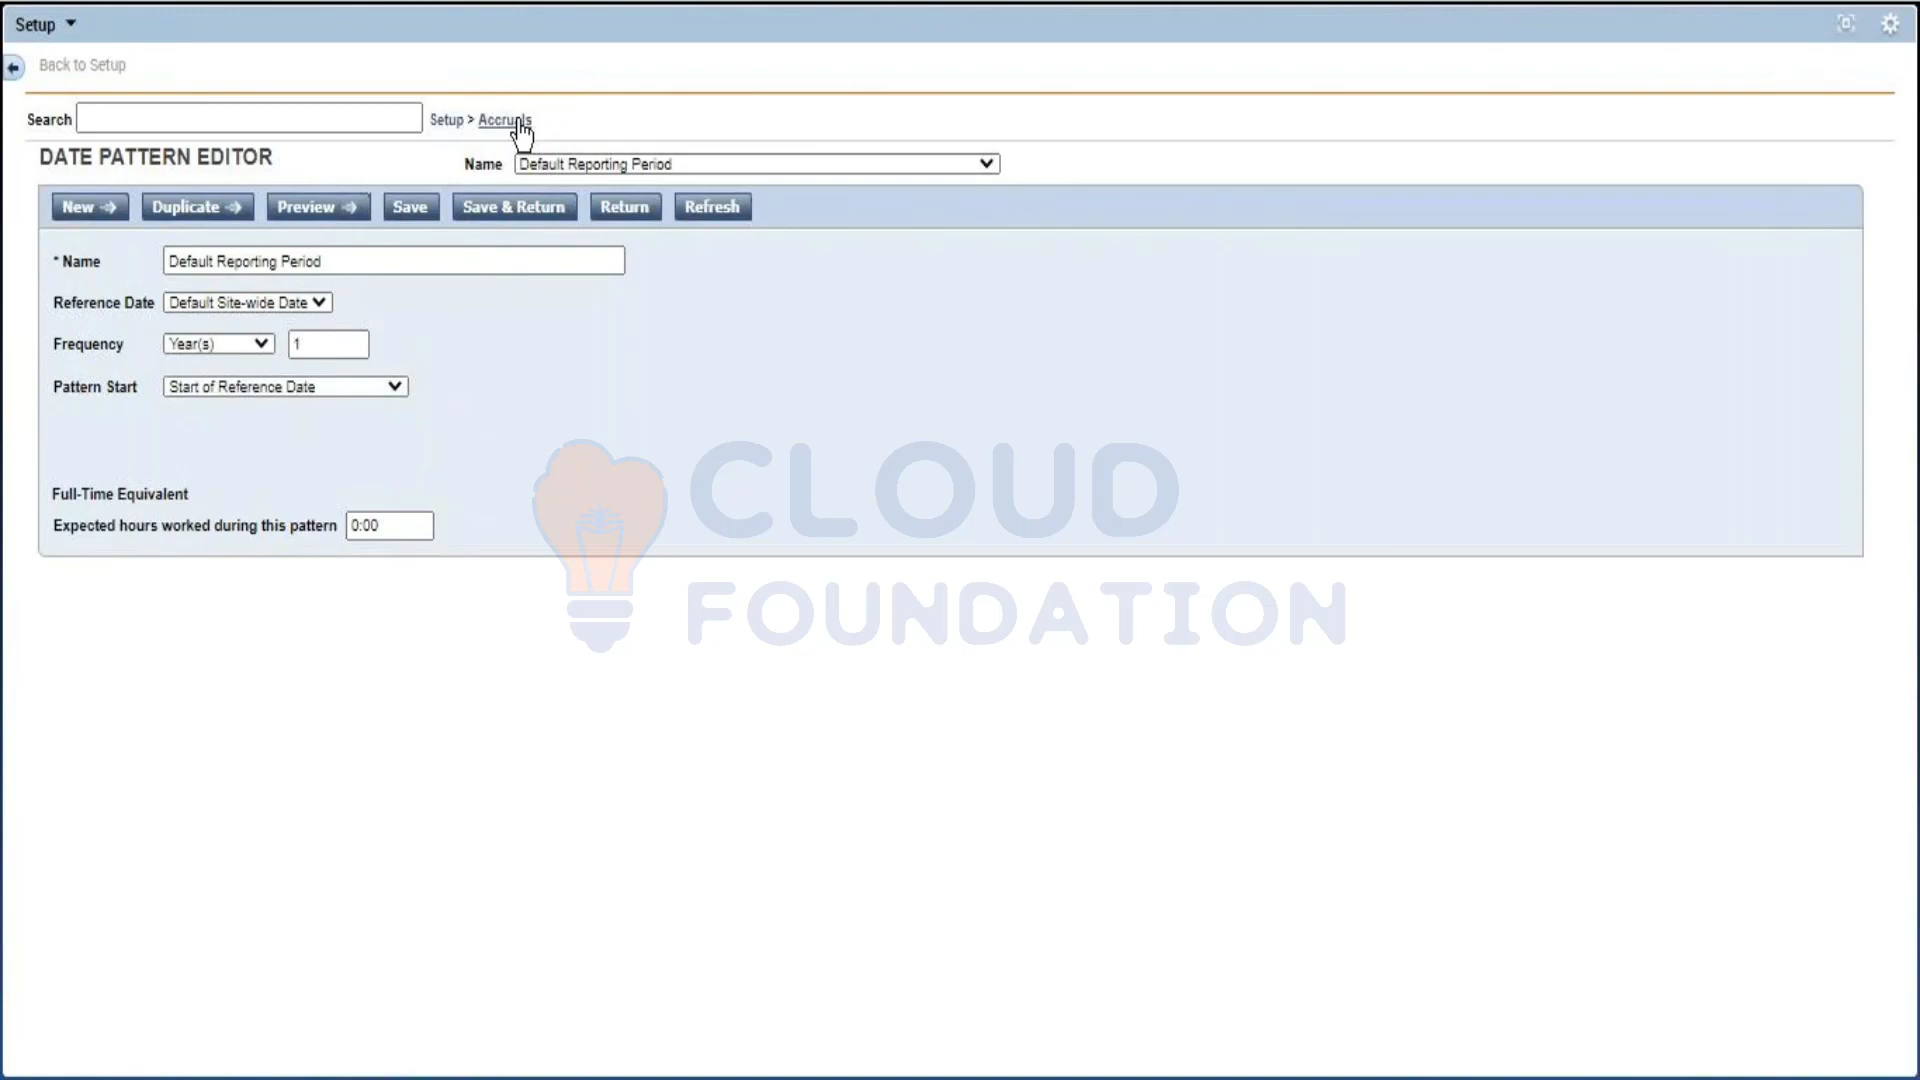 Setup
Back to Setup
Search Setup > Accruals
DATE PATTERN EDITOR
Name Default Reporting Period
New Duplicate Preview Save Save & Return Return Refresh
* Name Default Reporting Period
Reference Date Default Site-wide Date
Frequency Year(s) 1
Pattern Start Start of Reference Date
Full-Time Equivalent
Expected hours worked during this pattern 0:00
CLOUD
FOUNDATION